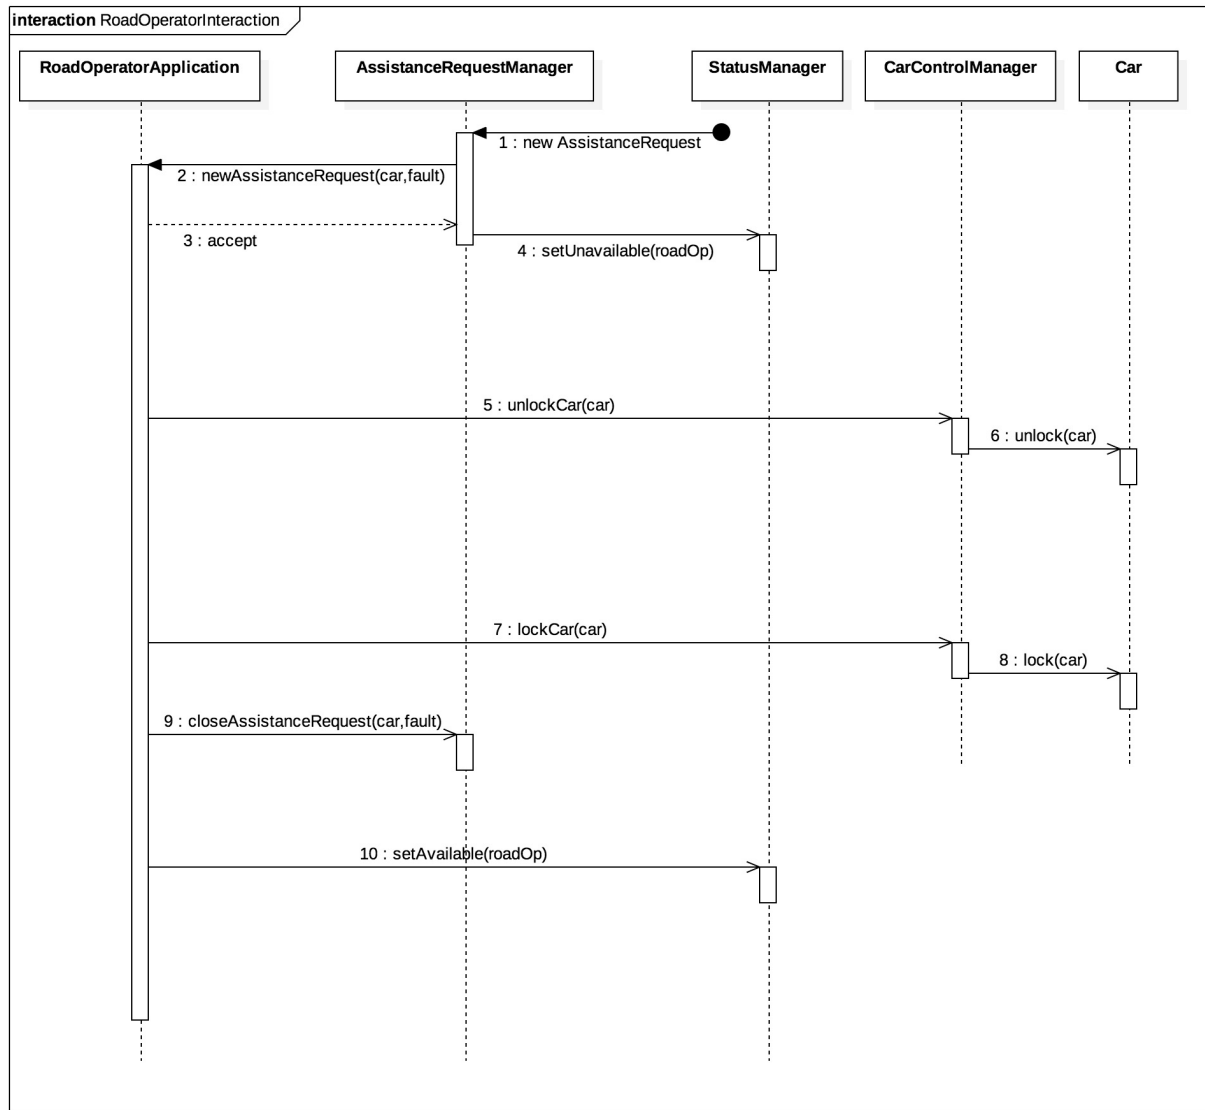 interaction RoadOperatorInteraction
RoadOperatorApplication
AssistanceRequestManager
StatusManager
CarControlManager
Car
1 : new AssistanceRequest
2 : newAssistanceRequest(car,fault)
3 : accept
4 : setUnavailable(roadOp)
5 : unlockCar(car)
6 : unlock(car)
7 : lockCar(car)
8 : lock(car)
9 : closeAssistanceRequest(car,fault)
10 : setAvailable(roadOp)